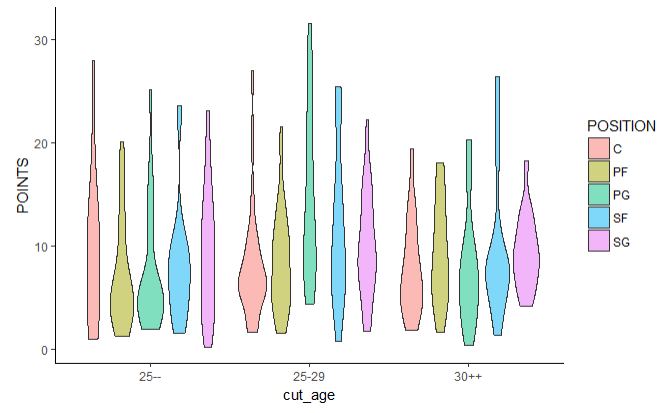 POINTS
30
20
10
0
25--
25-29
30++
cut_age
POSITION
C
PF
PG
SF
SG